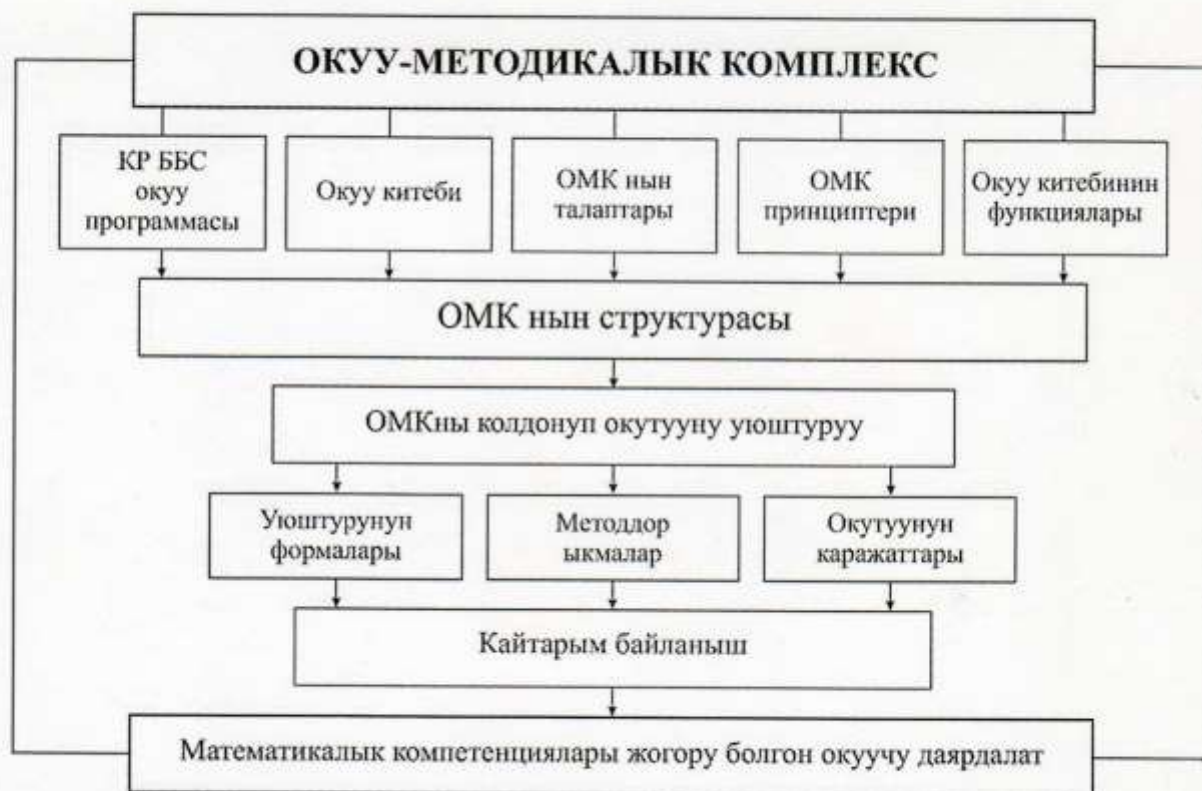 ОКУУ-МЕТОДИКАЛЫК КОМПЛЕКС
КР ББС
окуу
программасы
Окуу китеби
ОМК нын
талаптары
ОМК
принциптери
Окуу китебинин
функциялары
ОМК нын структурасы
ОМКны колдонуп окутууну уюштуруу
Уюштурунун
формалары
Методдор
ыкмалар
Окутуунун
каражаттары
Кайтарым байланыш
Математикалык компетенциялары жогору болгон окуучу даярдалат